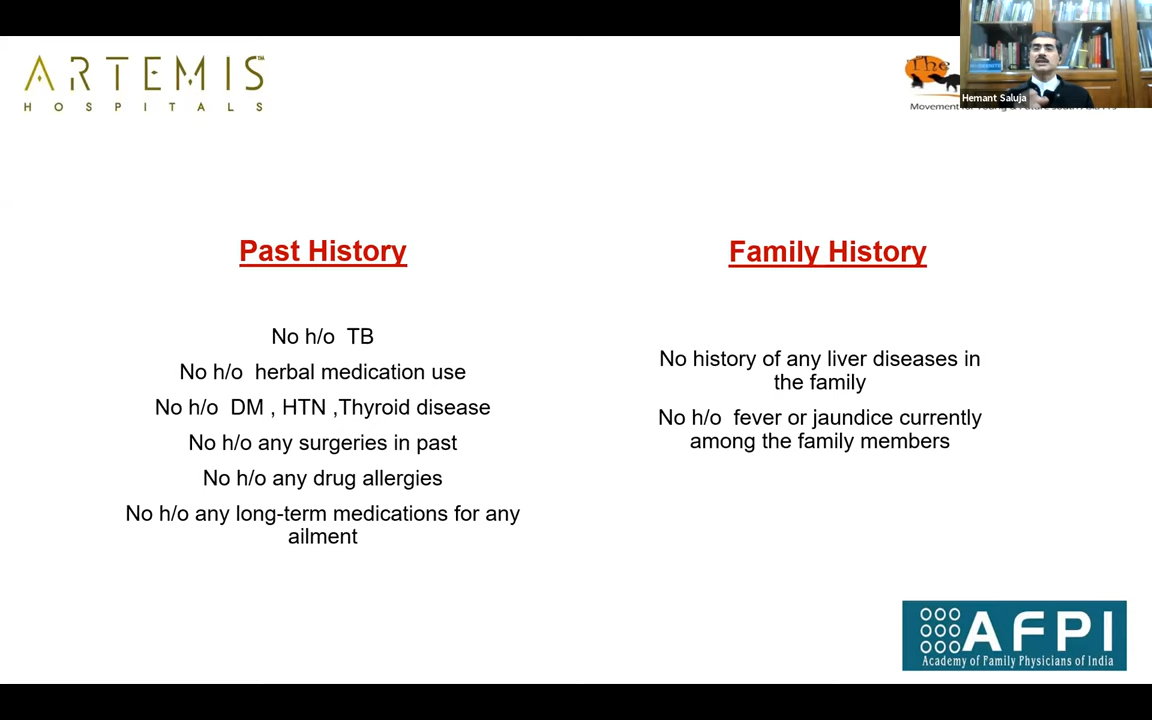 ARTEMIS
TM
HOSPITALS
The
Hemant Saluja
Past History
No h/o  TB
No h/o  herbal medication use
No h/o  DM , HTN ,Thyroid disease
No h/o any surgeries in past
No h/o any drug allergies
No h/o any long-term medications for any
ailment
Family History
No history of any liver diseases in
the family
No h/o  fever or jaundice currently
among the family members
AFPI
Academy of Family Physicians of India